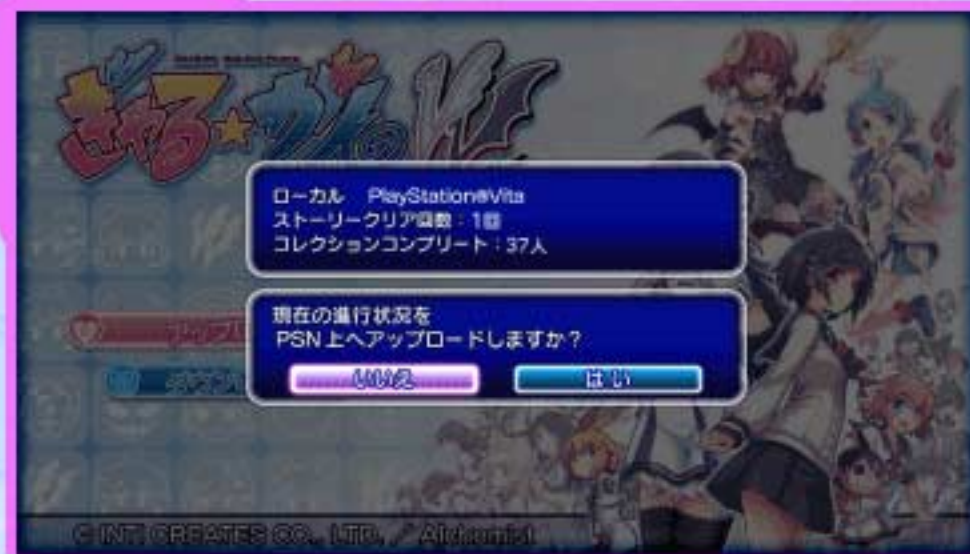 ぎゃる☆がん
ローカル PlayStation®Vita
ストーリークリア回数:1回
コレクションコンプリート:37人
現在の進行状況を
PSN上へアップロードしますか?
いいえ はい
© INTI CREATES CO., LTD. / Alchemist